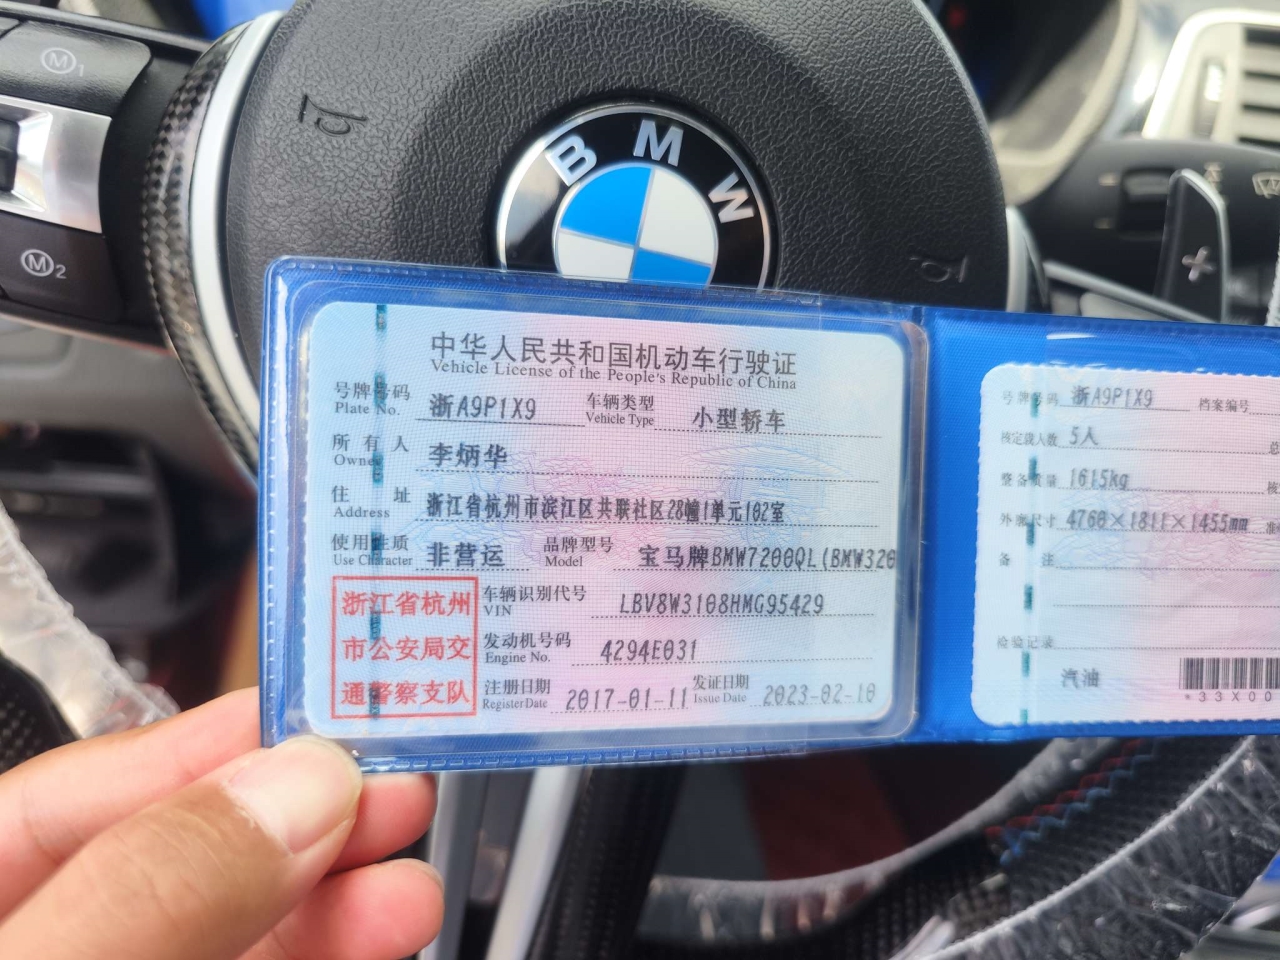 M1
M2
BMW
中华人民共和国机动车行驶证
Vehicle License of the People's Republic of China
号牌号码 浙A9P1X9 车辆类型 小型轿车
Plate No. Vehicle Type
所有人 李炳华
Owner
住址 浙江省杭州市滨江区共联社区28幢1单元102室
Address
使用性质 非营运 品牌型号 宝马牌BMW7200QL(BMW320
Use Character Model
浙江省杭州
市公安局交
通警察支队
车辆识别代号 LBV8W3108HMG95429
VIN
发动机号码 4294E031
Engine No.
注册日期 2017-01-11 发证日期 2023-02-10
Register Date Issue Date
号牌号码 浙A9P1X9 档案编号
核定载人数 5人 总
整备质量 1615kg 核
外廓尺寸 4760×1811×1455mm 准
备注
检验记录
汽油
*33X00
+